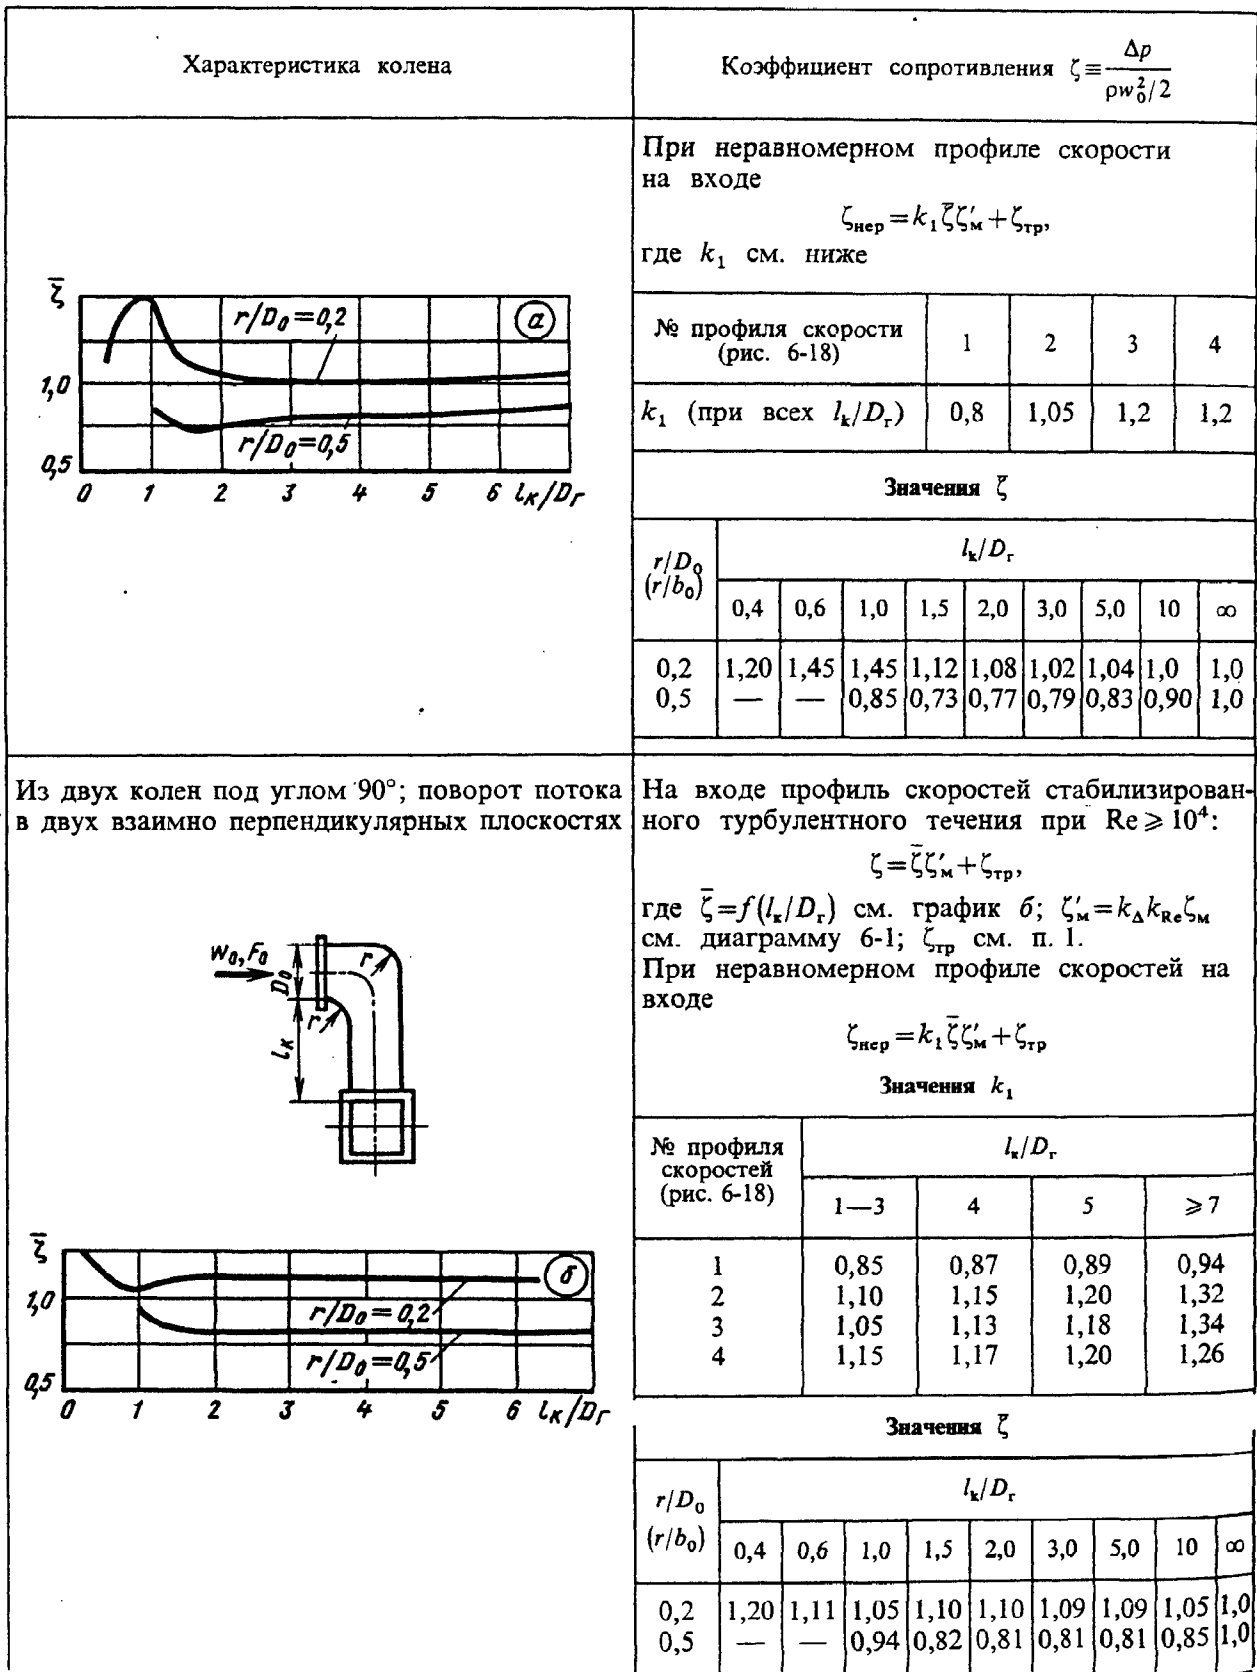 Характеристика колена
Коэффициент сопротивления ζ≡Δp/(ρw₀²/2)
При неравномерном профиле скорости
на входе
ζнер=k₁ζ̄ζ′м+ζтр,
где k₁ см. ниже
№ профиля скорости
(рис. 6-18)
1 2 3 4
k₁ (при всех lк/Dг) 0,8 1,05 1,2 1,2
Значения ζ̄
r/D₀
(r/b₀)
lк/Dг
0,4 0,6 1,0 1,5 2,0 3,0 5,0 10 ∞
0,2 1,20 1,45 1,45 1,12 1,08 1,02 1,04 1,0 1,0
0,5 — — 0,85 0,73 0,77 0,79 0,83 0,90 1,0
ζ̄
r/D₀=0,2
а
1,0
r/D₀=0,5
0,5
0 1 2 3 4 5 6 lк/Dг
Из двух колен под углом 90°; поворот потока
в двух взаимно перпендикулярных плоскостях
w₀,F₀
D₀
r
r
lк
ζ̄
б
1,0
r/D₀=0,2
r/D₀=0,5
0,5
0 1 2 3 4 5 6 lк/Dг
На входе профиль скоростей стабилизирован-
ного турбулентного течения при Re⩾10⁴:
ζ=ζ̄ζ′м+ζтр,
где ζ̄=f(lк/Dг) см. график б; ζ′м=kΔkReζм
см. диаграмму 6-1; ζтр см. п. 1.
При неравномерном профиле скоростей на
входе
ζнер=k₁ζ̄ζ′м+ζтр
Значения k₁
№ профиля
скоростей
(рис. 6-18)
lк/Dг
1—3 4 5 ⩾7
1 0,85 0,87 0,89 0,94
2 1,10 1,15 1,20 1,32
3 1,05 1,13 1,18 1,34
4 1,15 1,17 1,20 1,26
Значения ζ̄
r/D₀
(r/b₀)
lк/Dг
0,4 0,6 1,0 1,5 2,0 3,0 5,0 10 ∞
0,2 1,20 1,11 1,05 1,10 1,10 1,09 1,09 1,05 1,0
0,5 — — 0,94 0,82 0,81 0,81 0,81 0,85 1,0